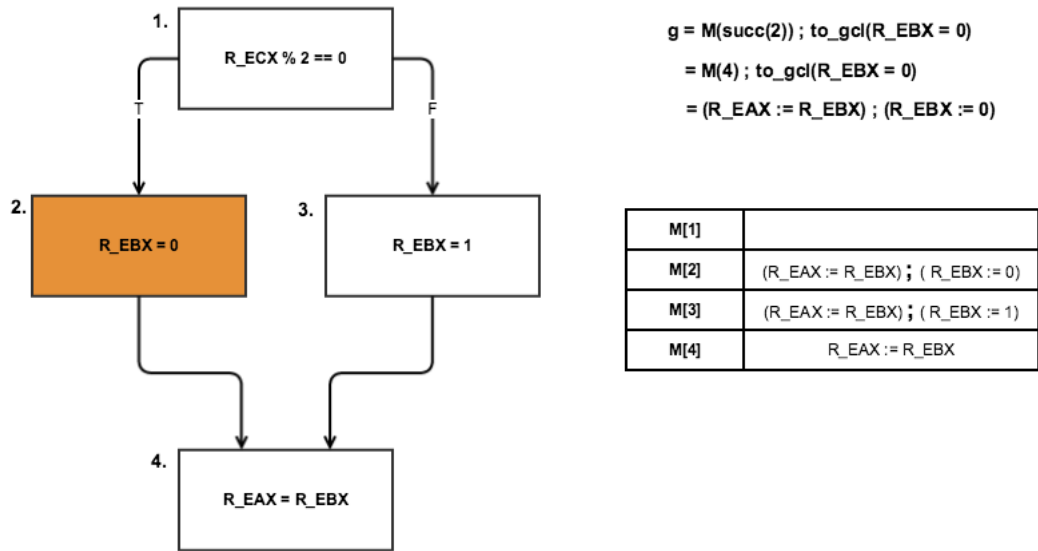 1.
R_ECX % 2 == 0
T
F
2.
R_EBX = 0
3.
R_EBX = 1
4.
R_EAX = R_EBX
g = M(succ(2)) ; to_gcl(R_EBX = 0)
= M(4) ; to_gcl(R_EBX = 0)
= (R_EAX := R_EBX) ; (R_EBX := 0)
M[1]
M[2] (R_EAX := R_EBX) ; ( R_EBX := 0)
M[3] (R_EAX := R_EBX) ; ( R_EBX := 1)
M[4] R_EAX := R_EBX